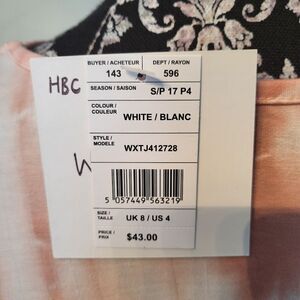 HBC
BUYER / ACHETEUR DEPT / RAYON
143 596
SEASON / SAISON S/P 17 P4
COLOUR / COULEUR WHITE / BLANC
STYLE / MODELE WXTJ412728
5 057449 563219
SIZE / TAILLE UK 8 / US 4
PRICE / PRIX $43.00